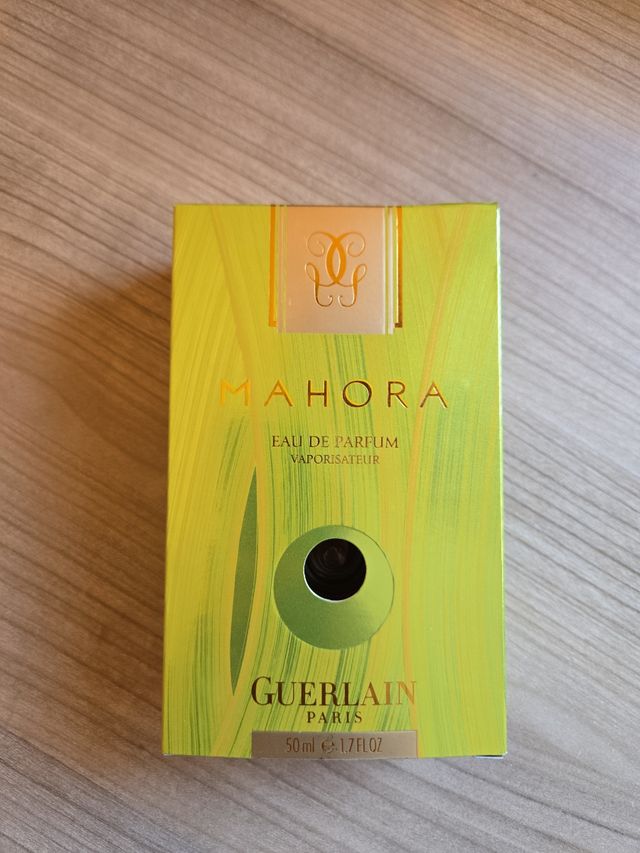 MAHORA
EAU DE PARFUM
VAPORISATEUR
GUERLAIN
PARIS
50 ml ℮ 1,7 FL OZ